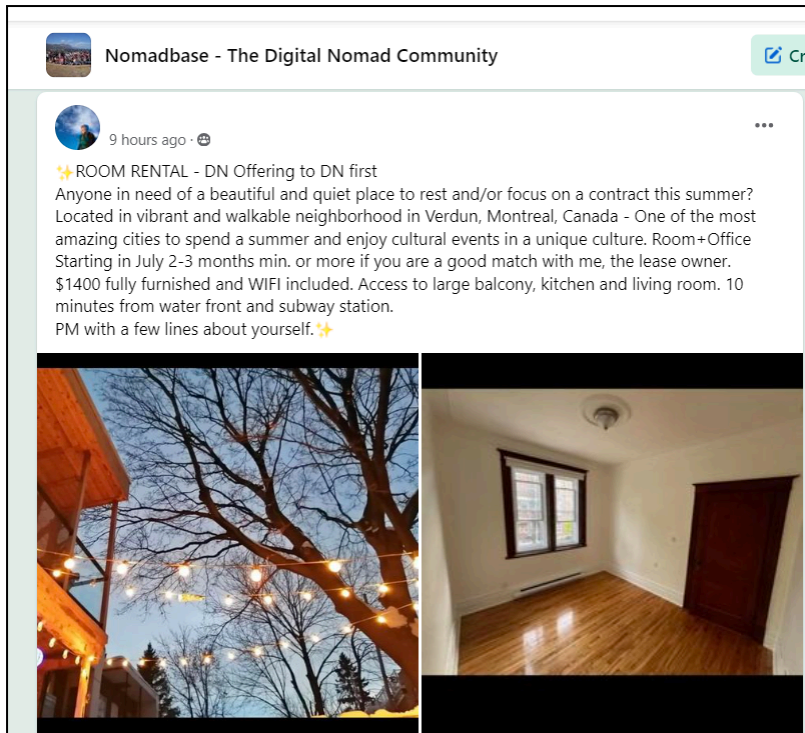 Nomadbase - The Digital Nomad Community
Cr
9 hours ago ·
✨ROOM RENTAL - DN Offering to DN first
Anyone in need of a beautiful and quiet place to rest and/or focus on a contract this summer?
Located in vibrant and walkable neighborhood in Verdun, Montreal, Canada - One of the most
amazing cities to spend a summer and enjoy cultural events in a unique culture. Room+Office
Starting in July 2-3 months min. or more if you are a good match with me, the lease owner.
$1400 fully furnished and WIFI included. Access to large balcony, kitchen and living room. 10
minutes from water front and subway station.
PM with a few lines about yourself.✨